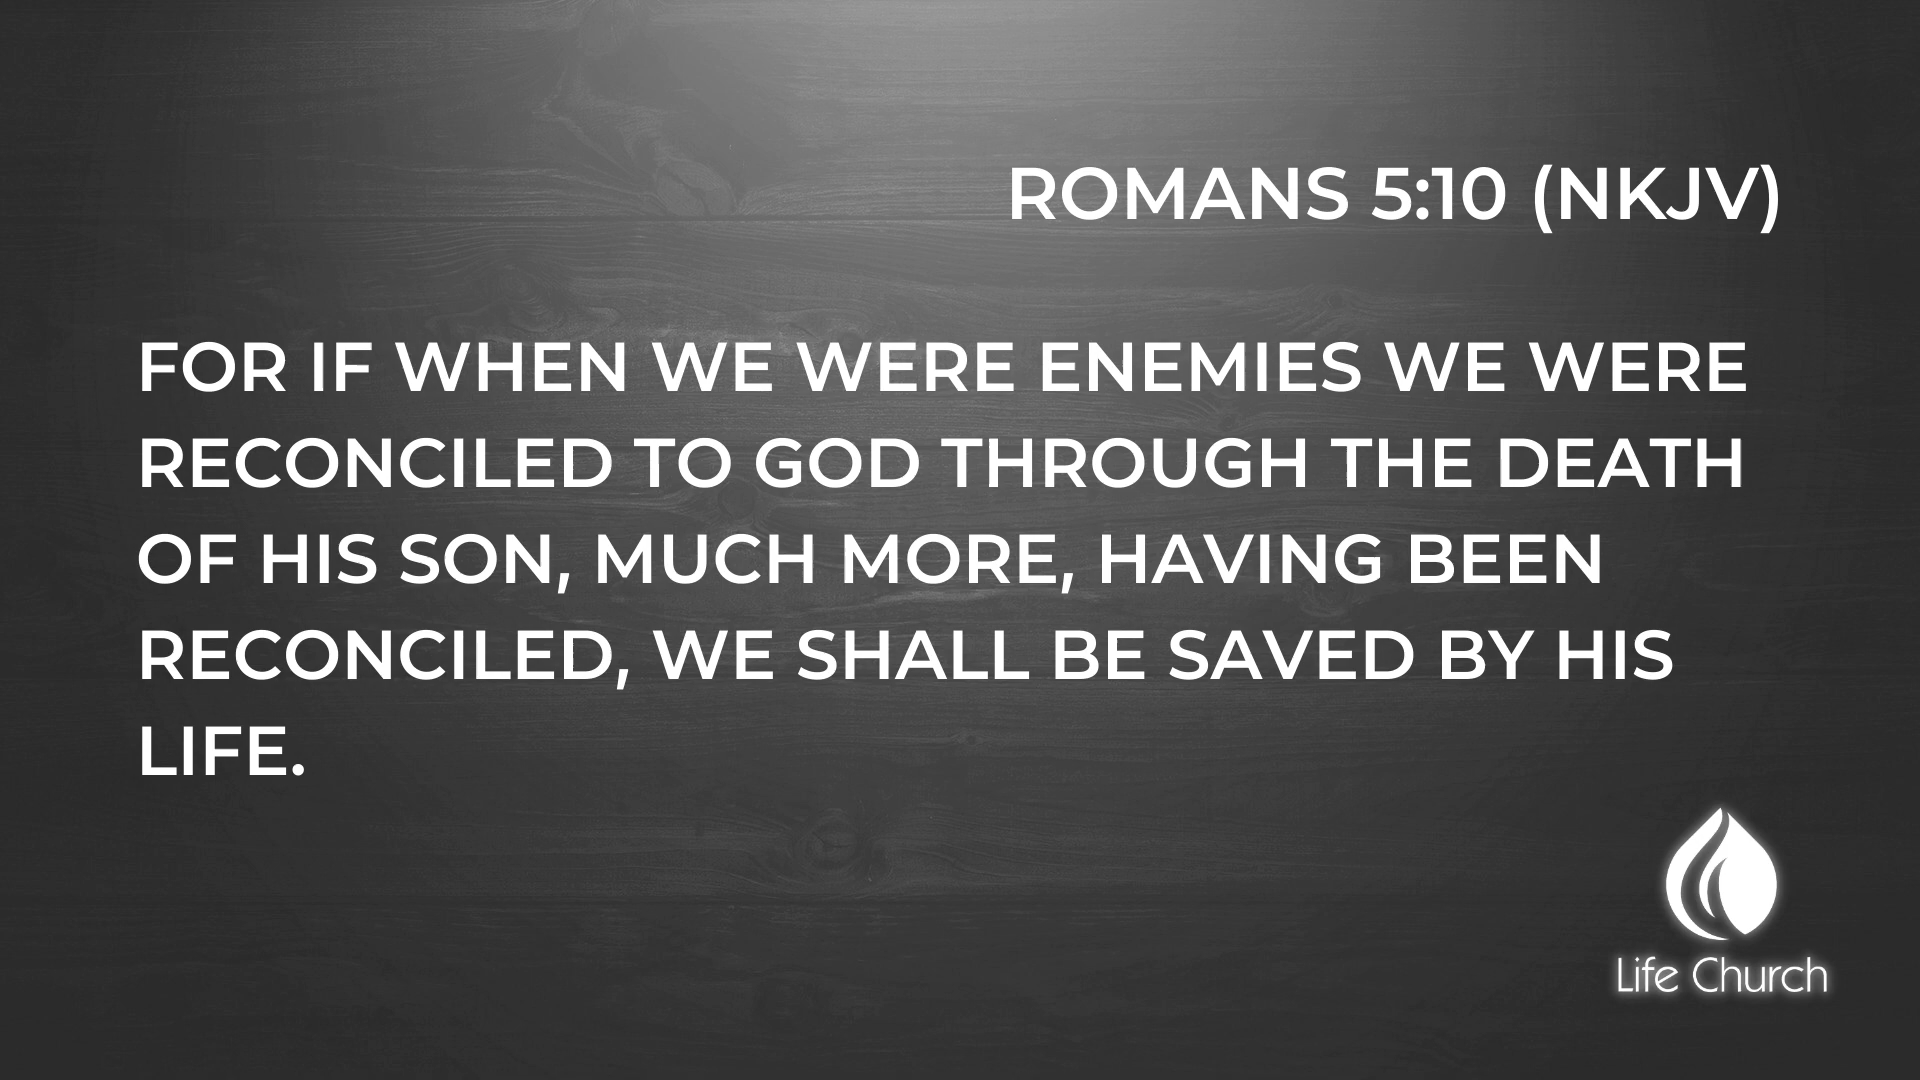 ROMANS 5:10 (NKJV)
FOR IF WHEN WE WERE ENEMIES WE WERE
RECONCILED TO GOD THROUGH THE DEATH
OF HIS SON, MUCH MORE, HAVING BEEN
RECONCILED, WE SHALL BE SAVED BY HIS
LIFE.
Life Church